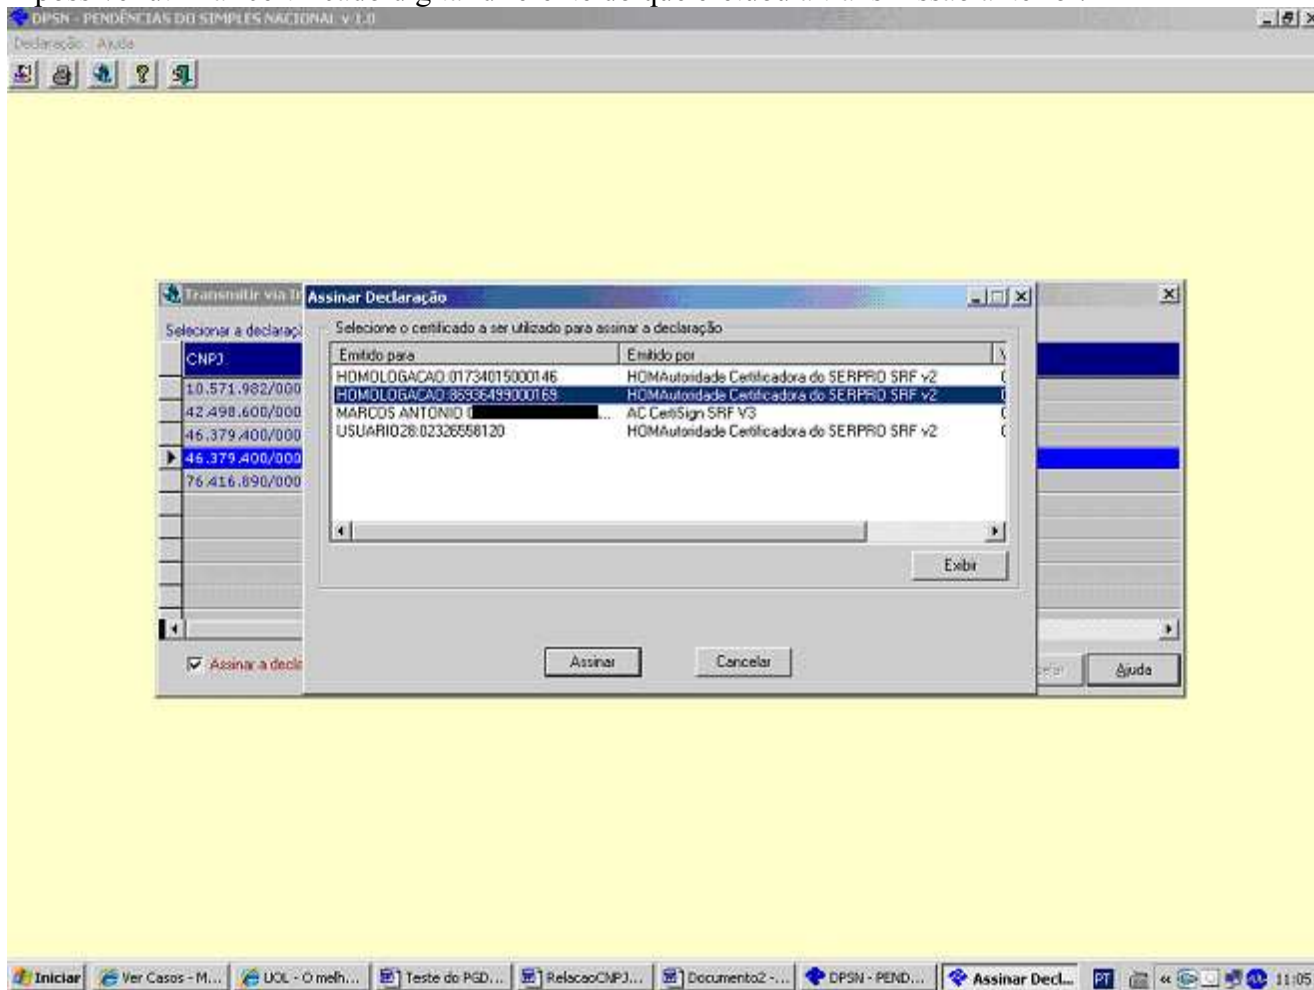 DPSN - PENDÊNCIAS DO SIMPLES NACIONAL v 1.0
Declaração Ajuda
Transmitir via
Assinar Declaração
Selecionar a declaraç
Selecione o certificado a ser utilizado para assinar a declaração
CNPJ
Emitido para Emitido por
HOMOLOGACAO:01734015000146 HOMAutoridade Certificadora do SERPRO SRF v2
10.571.982/000
HOMOLOGACAO:86936499000169 HOMAutoridade Certificadora do SERPRO SRF v2
42.498.600/000
MARCOS ANTONIO ... AC CertiSign SRF V3
46.379.400/000
USUARIO28:02326558120 HOMAutoridade Certificadora do SERPRO SRF v2
46.379.400/000
76.416.890/000
Exibir
Assinar a decla
Assinar Cancelar
Ajuda
Iniciar Ver Casos - M... UOL - O melh... Teste do PGD... RelacaoCNPJ... Documento2 -... DPSN - PEND... Assinar Decl... PT « 11:05